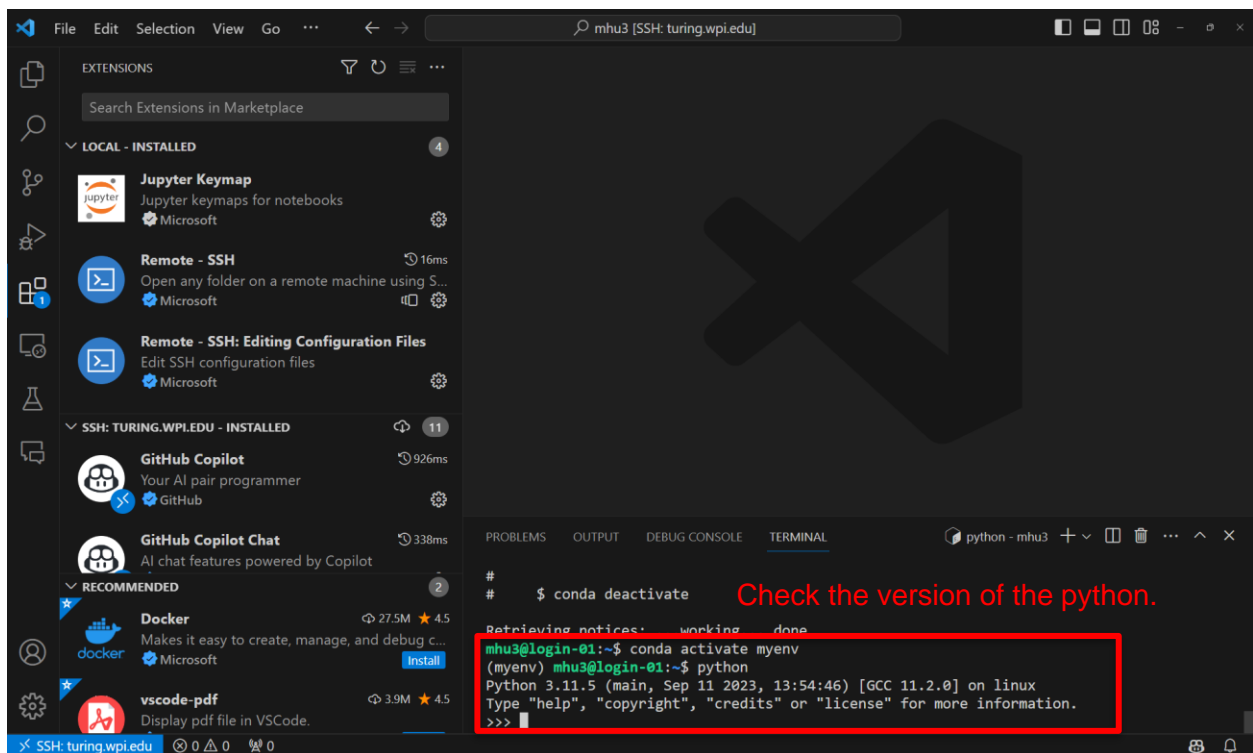 File Edit Selection View Go ··· mhu3 [SSH: turing.wpi.edu]
EXTENSIONS
Search Extensions in Marketplace
LOCAL - INSTALLED 4
jupyter
Jupyter Keymap
Jupyter keymaps for notebooks
Microsoft
Remote - SSH 16ms
Open any folder on a remote machine using S...
Microsoft
Remote - SSH: Editing Configuration Files
Edit SSH configuration files
Microsoft
1
SSH: TURING.WPI.EDU - INSTALLED 11
GitHub Copilot 926ms
Your AI pair programmer
GitHub
GitHub Copilot Chat 338ms
AI chat features powered by Copilot
RECOMMENDED 2
docker
Docker 27.5M 4.5
Makes it easy to create, manage, and debug c...
Microsoft Install
vscode-pdf 3.9M 4.5
Display pdf file in VSCode.
PROBLEMS OUTPUT DEBUG CONSOLE TERMINAL python - mhu3
#
# $ conda deactivate
Check the version of the python.
Retrieving notices: ...working... done
mhu3@login-01:~$ conda activate myenv
(myenv) mhu3@login-01:~$ python
Python 3.11.5 (main, Sep 11 2023, 13:54:46) [GCC 11.2.0] on linux
Type "help", "copyright", "credits" or "license" for more information.
>>>
SSH: turing.wpi.edu 0 0 0